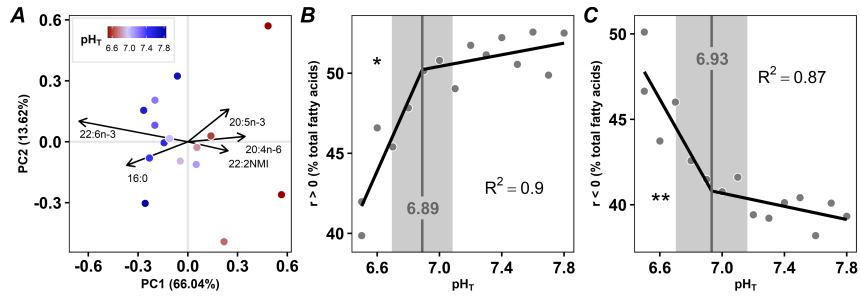 A
pH_T
6.6 7.0 7.4 7.8
0.6
0.3
0.0
-0.3
PC2 (13.62%)
22:6n-3
20:5n-3
20:4n-6
22:2NMI
16:0
-0.6 -0.3 0.0 0.3 0.6
PC1 (66.04%)
B
r > 0 (% total fatty acids)
50
45
40
*
6.89
R² = 0.9
6.6 7.0 7.4 7.8
pH_T
C
r < 0 (% total fatty acids)
50
45
40
6.93
R² = 0.87
**
6.6 7.0 7.4 7.8
pH_T